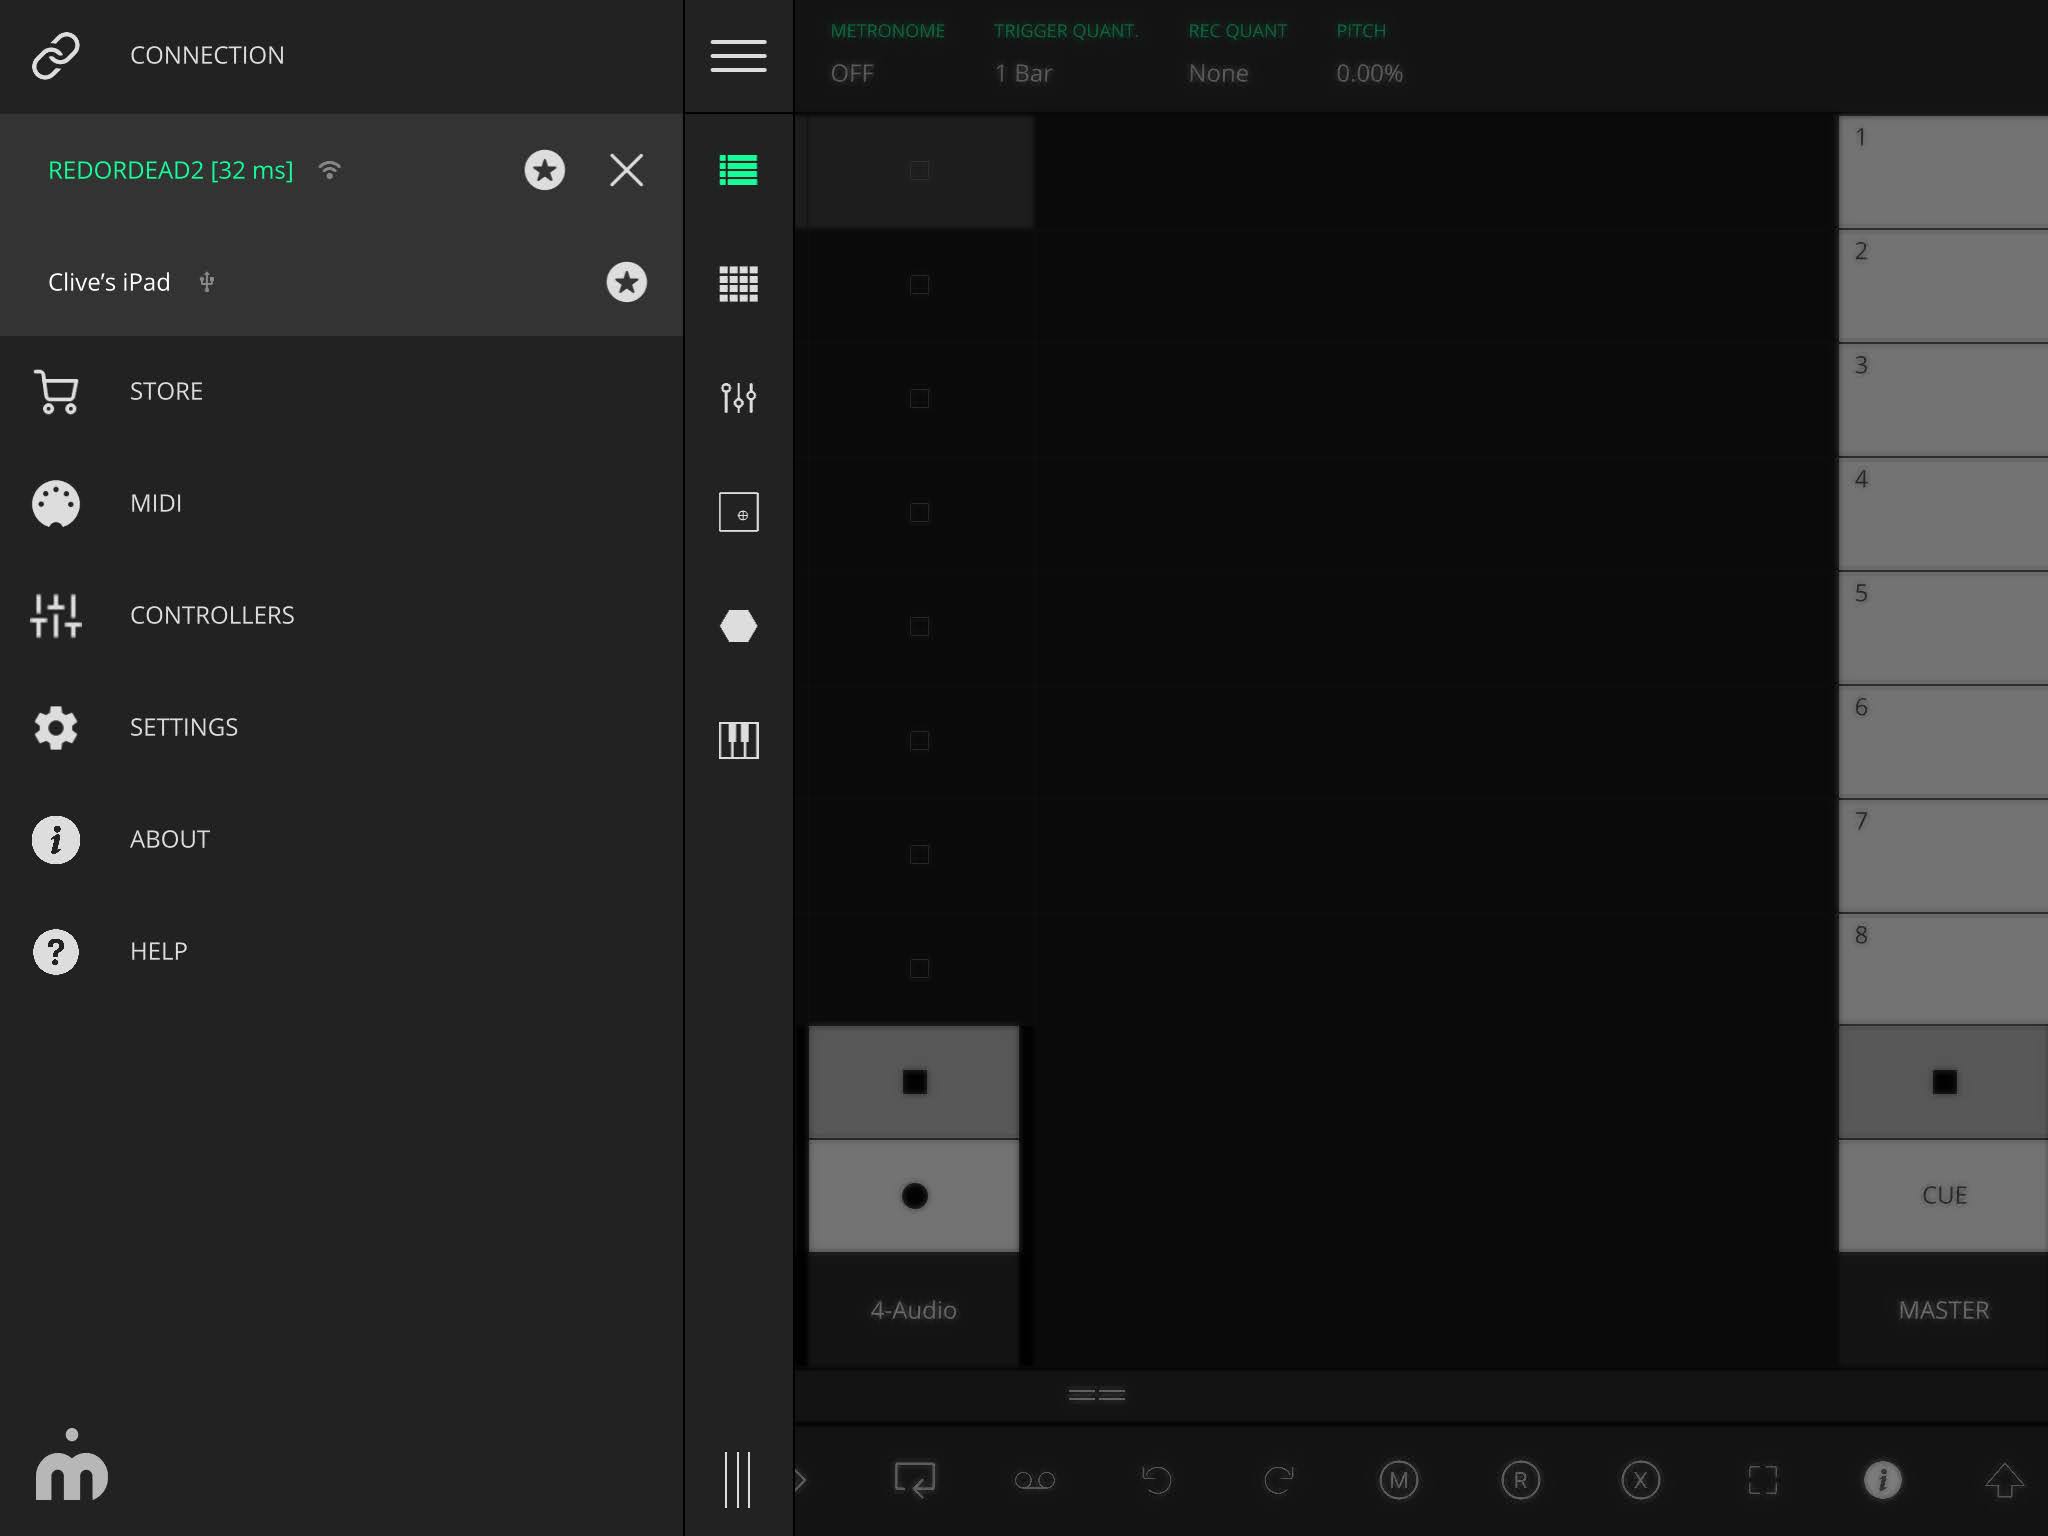 CONNECTION
METRONOME TRIGGER QUANT. REC QUANT PITCH
OFF 1 Bar None 0.00%
REDORDEAD2 [32 ms]
Clive’s iPad
STORE
MIDI
CONTROLLERS
SETTINGS
ABOUT
HELP
1
2
3
4
5
6
7
8
CUE
4-Audio MASTER
M R X i